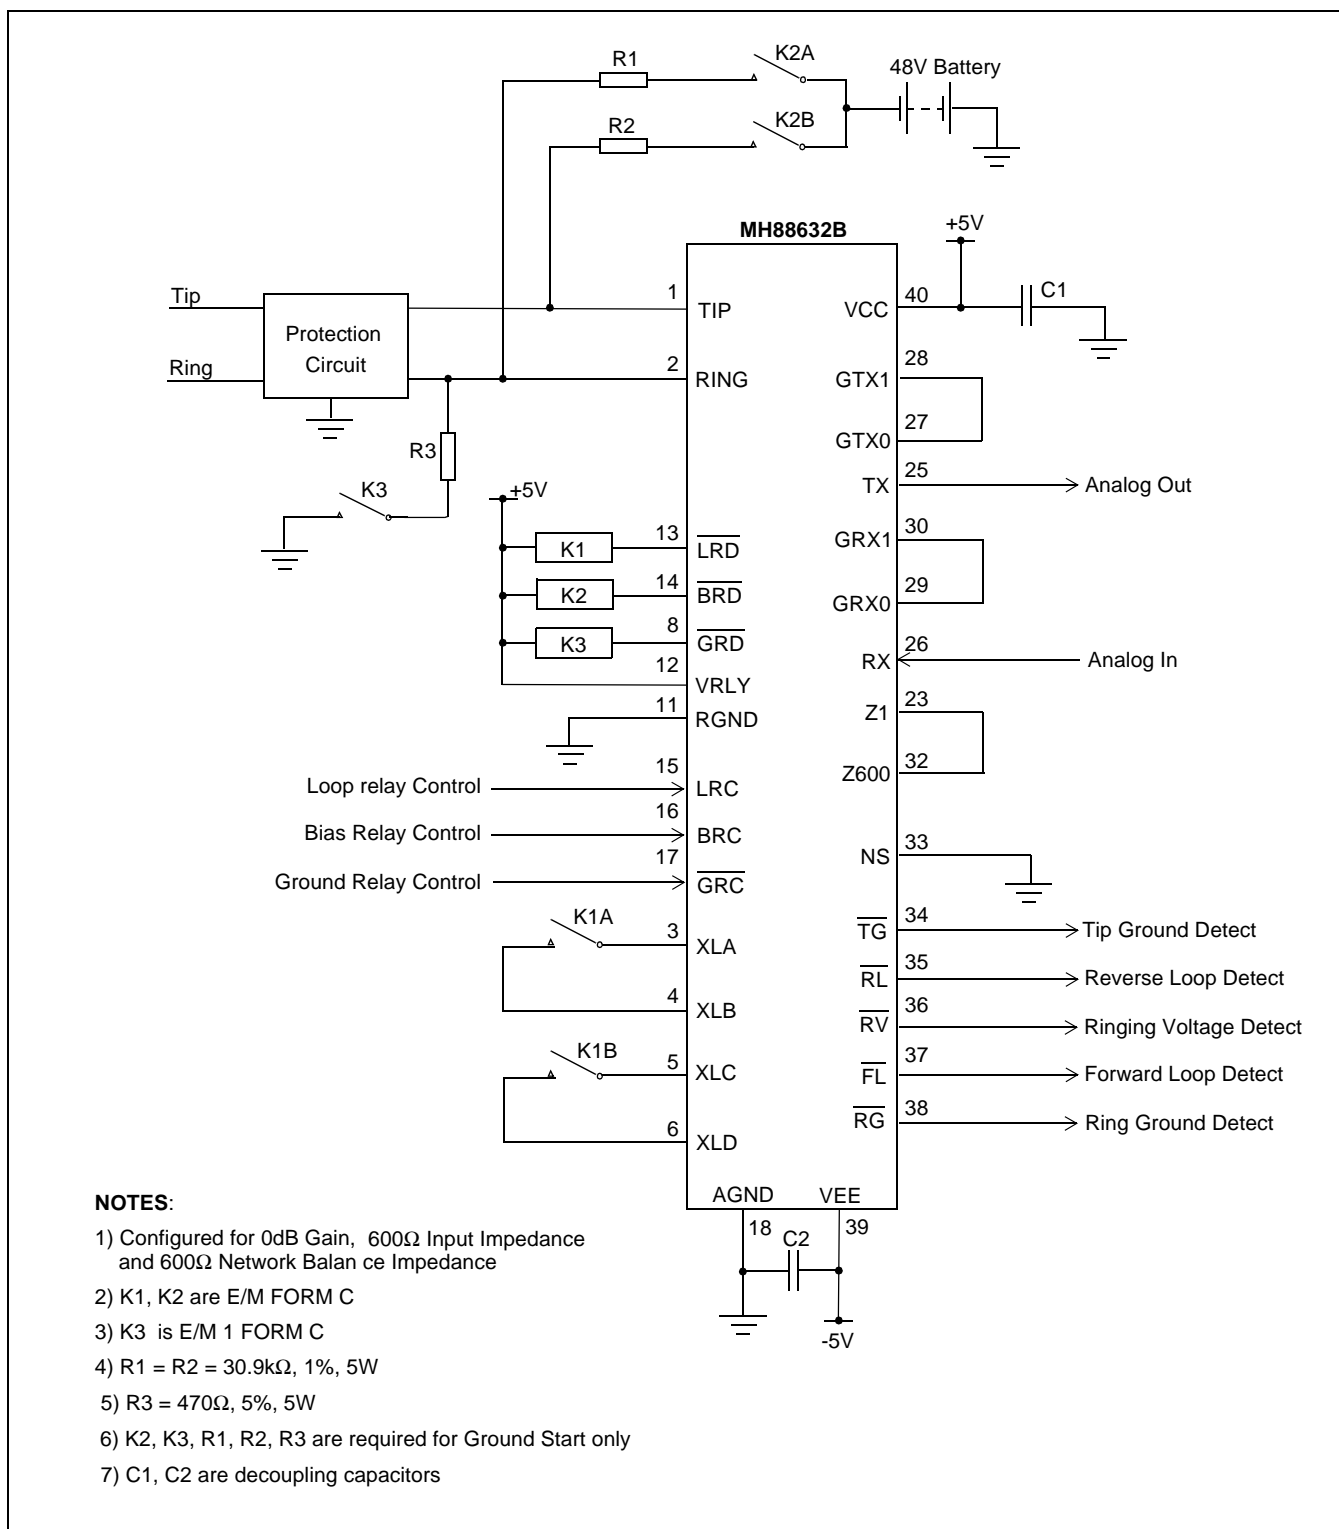 R1
K2A
48V Battery
R2
K2B
MH88632B
+5V
Tip
1
TIP
VCC
40
C1
Protection
Circuit
Ring
2
RING
28
GTX1
27
GTX0
R3
25
TX
Analog Out
K3
+5V
13
K1
LRD
30
GRX1
14
K2
BRD
29
GRX0
8
K3
GRD
26
RX
Analog In
12
VRLY
11
RGND
23
Z1
32
Z600
15
Loop relay Control
LRC
16
Bias Relay Control
BRC
17
Ground Relay Control
GRC
33
NS
K1A
3
XLA
34
TG
Tip Ground Detect
35
RL
Reverse Loop Detect
4
XLB
36
RV
Ringing Voltage Detect
K1B
5
XLC
37
FL
Forward Loop Detect
38
RG
Ring Ground Detect
6
XLD
AGND
VEE
18
C2
39
-5V
NOTES:
1) Configured for 0dB Gain, 600Ω Input Impedance
and 600Ω Network Balan ce Impedance
2) K1, K2 are E/M FORM C
3) K3 is E/M 1 FORM C
4) R1 = R2 = 30.9kΩ, 1%, 5W
5) R3 = 470Ω, 5%, 5W
6) K2, K3, R1, R2, R3 are required for Ground Start only
7) C1, C2 are decoupling capacitors